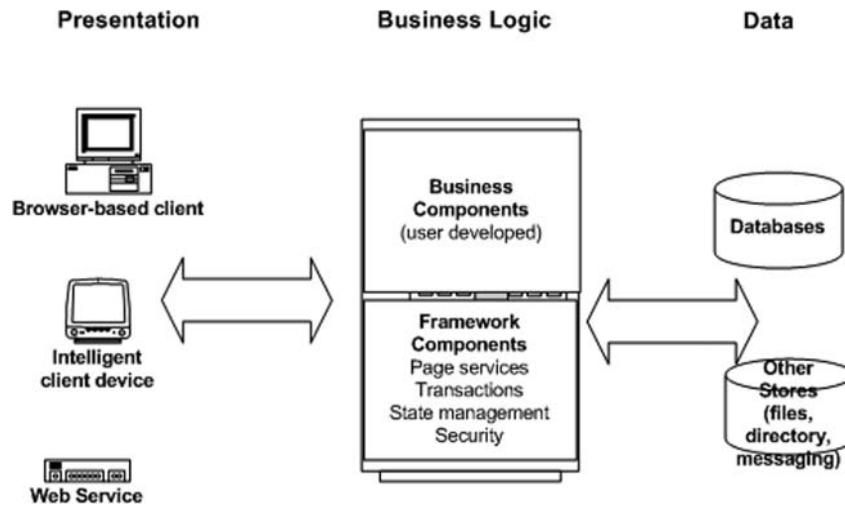 Presentation
Business Logic
Data
Browser-based client
Intelligent
client device
Web Service
Business
Components
(user developed)
Framework
Components
Page services
Transactions
State management
Security
Databases
Other
Stores
(files,
directory,
messaging)